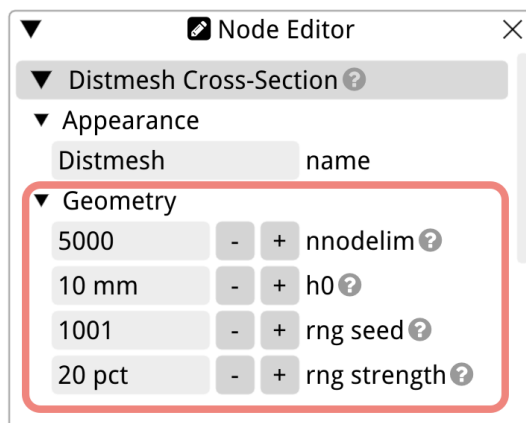 Node Editor
Distmesh Cross-Section ?
Appearance
Distmesh name
Geometry
5000 - + nnodelim ?
10 mm - + h0 ?
1001 - + rng seed ?
20 pct - + rng strength ?